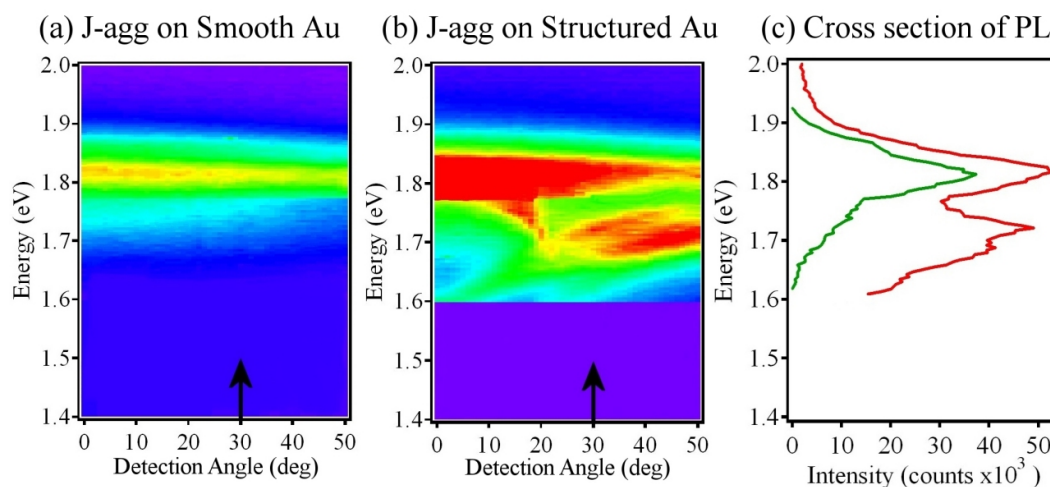 (a) J-agg on Smooth Au
(b) J-agg on Structured Au
(c) Cross section of PL
2.0
1.9
1.8
1.7
1.6
1.5
1.4
Energy (eV)
0 10 20 30 40 50
Detection Angle (deg)
2.0
1.9
1.8
1.7
1.6
1.5
1.4
Energy (eV)
0 10 20 30 40 50
Detection Angle (deg)
2.0
1.9
1.8
1.7
1.6
1.5
1.4
Energy (eV)
0 10 20 30 40 50
Intensity (counts x10³)